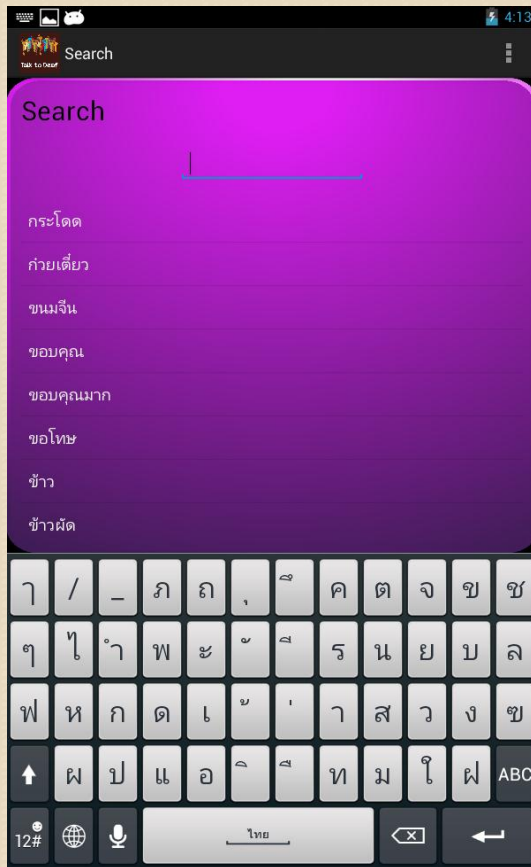 4:13
Talk to Deaf
Search
Search
กระโดด
ก่วยเตี่ยว
ขนมจีน
ขอบคุณ
ขอบคุณมาก
ขอโทษ
ข้าว
ข้าวผัด
ๅ / _ ภ ถ ุ ึ ค ต จ ข ช
ๆ ไ ำ พ ะ ั ี ร น ย บ ล
ฟ ห ก ด เ ้ ่ า ส ว ง ฃ
ผ ป แ อ ิ ื ท ม ใ ฝ ABC
12# ไทย